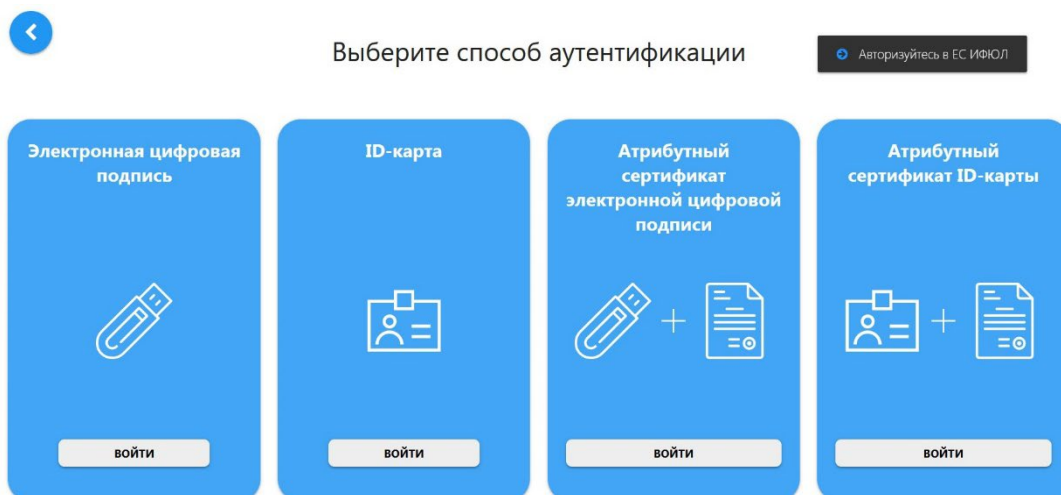 Выберите способ аутентификации
Авторизуйтесь в ЕС ИФЮЛ
Электронная цифровая
подпись
ВОЙТИ
ID-карта
ВОЙТИ
Атрибутный
сертификат
электронной цифровой
подписи
ВОЙТИ
Атрибутный
сертификат ID-карты
ВОЙТИ